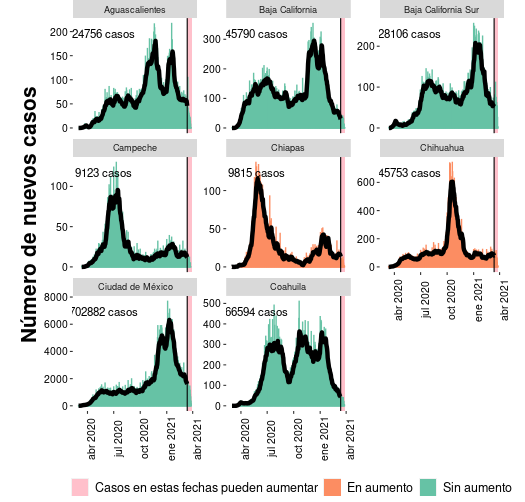 Número de nuevos casos
Aguascalientes
24756 casos
200
150
100
50
0
Baja California
45790 casos
300
200
100
0
Baja California Sur
28106 casos
200
100
0
Campeche
9123 casos
100
50
0
Chiapas
9815 casos
100
50
0
Chihuahua
45753 casos
600
400
200
0
abr 2020
jul 2020
oct 2020
ene 2021
abr 2021
Ciudad de México
702882 casos
8000
6000
4000
2000
0
abr 2020
jul 2020
oct 2020
ene 2021
abr 2021
Coahuila
66594 casos
500
400
300
200
100
0
abr 2020
jul 2020
oct 2020
ene 2021
abr 2021
Casos en estas fechas pueden aumentar
En aumento
Sin aumento